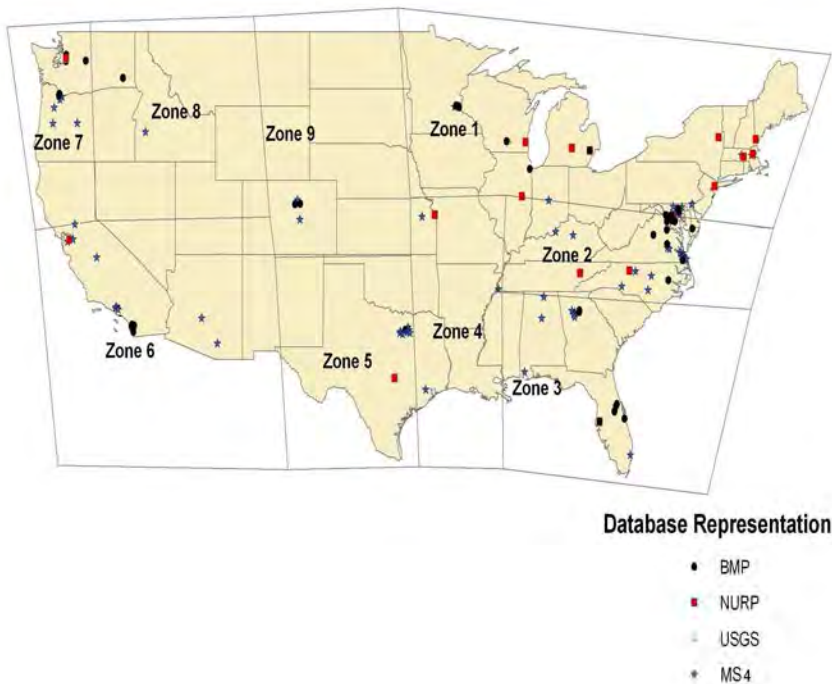 Zone 1
Zone 8
Zone 7
Zone 9
Zone 2
Zone 4
Zone 6
Zone 5
Zone 3
Database Representation
BMP
NURP
USGS
MS4